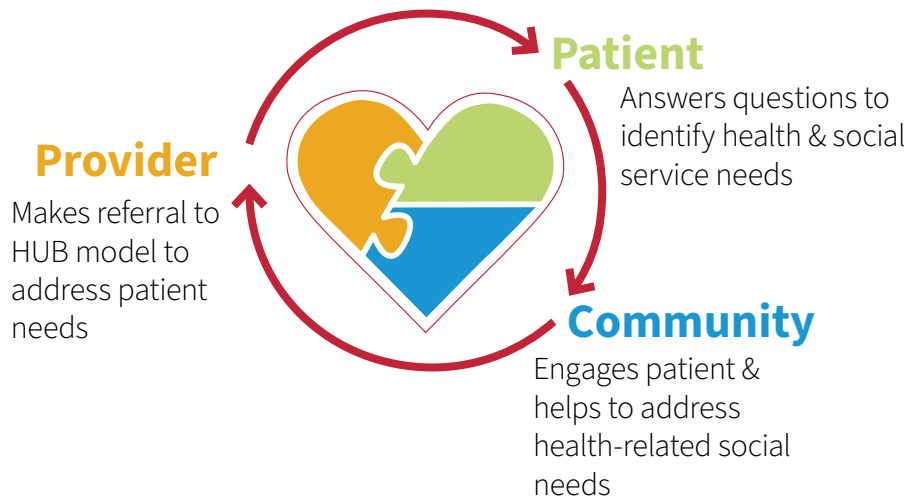 Patient
Answers questions to
identify health & social
service needs
Provider
Makes referral to
HUB model to
address patient
needs
Community
Engages patient &
helps to address
health-related social
needs